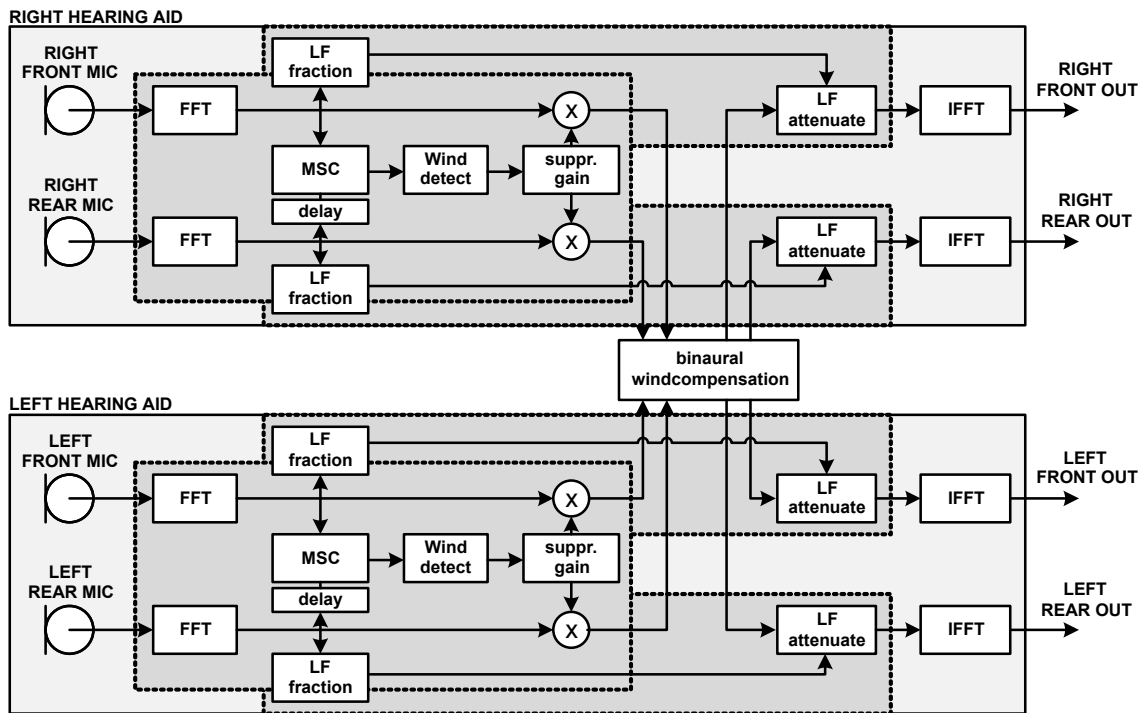 RIGHT HEARING AID
RIGHT
FRONT MIC
LF
fraction
FFT
X
LF
attenuate
IFFT
RIGHT
FRONT OUT
MSC
Wind
detect
suppr.
gain
delay
RIGHT
REAR MIC
FFT
X
LF
attenuate
IFFT
RIGHT
REAR OUT
LF
fraction
binaural
windcompensation
LEFT HEARING AID
LEFT
FRONT MIC
LF
fraction
FFT
X
LF
attenuate
IFFT
LEFT
FRONT OUT
MSC
Wind
detect
suppr.
gain
delay
LEFT
REAR MIC
FFT
X
LF
attenuate
IFFT
LEFT
REAR OUT
LF
fraction